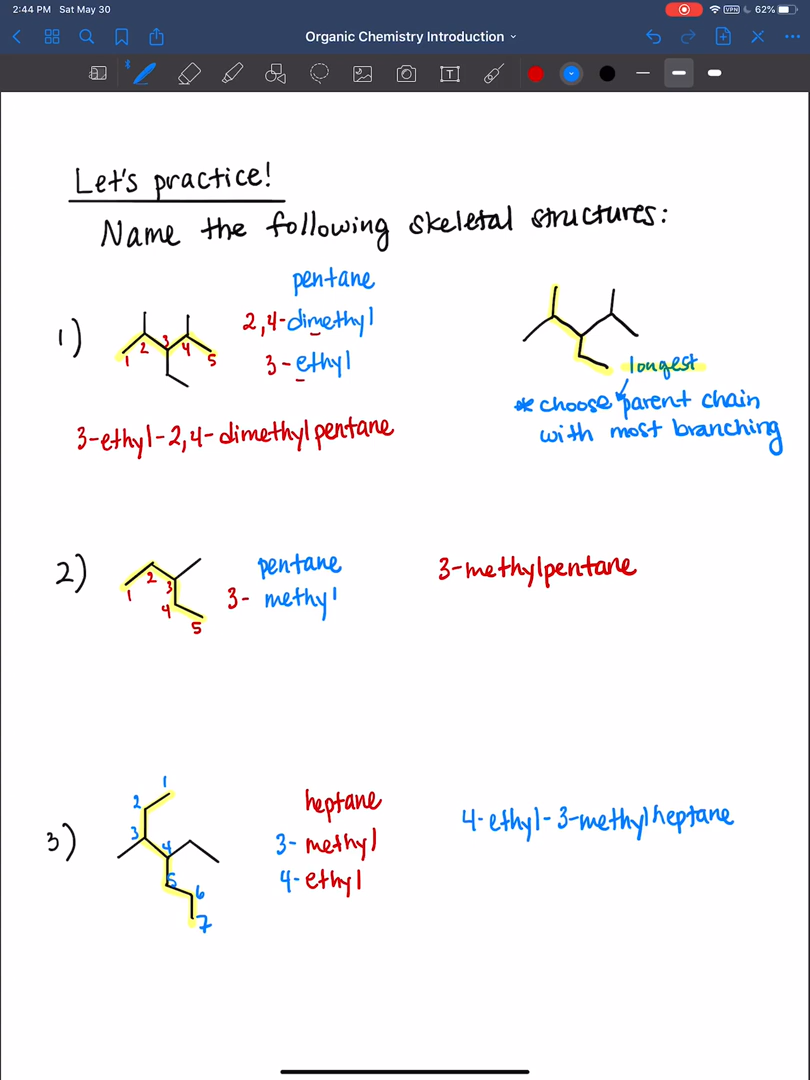 2:44 PM Sat May 30
VPN 62%
Organic Chemistry Introduction
T
Let's practice!
Name the following skeletal structures:
1)
1 2 3 4 5
pentane
2,4-dimethyl
3-ethyl
3-ethyl-2,4-dimethylpentane
longest
*choose parent chain
with most branching
2)
1 2 3 4 5
pentane
3- methyl
3-methylpentane
3)
1
2
3
4
5
6
7
heptane
3- methyl
4- ethyl
4-ethyl-3-methylheptane